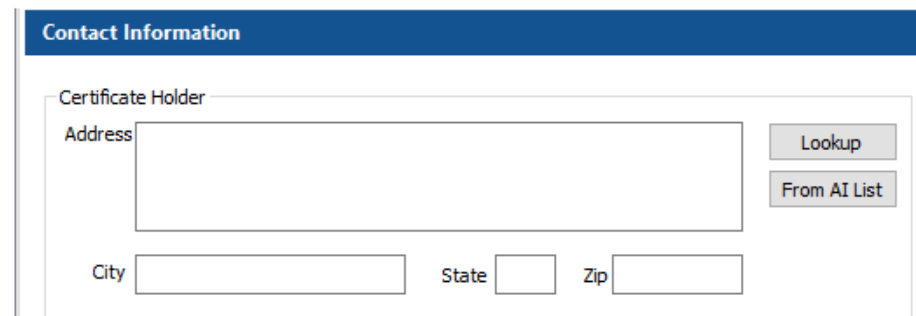 Contact Information
Certificate Holder
Address
Lookup
From AI List
City State Zip